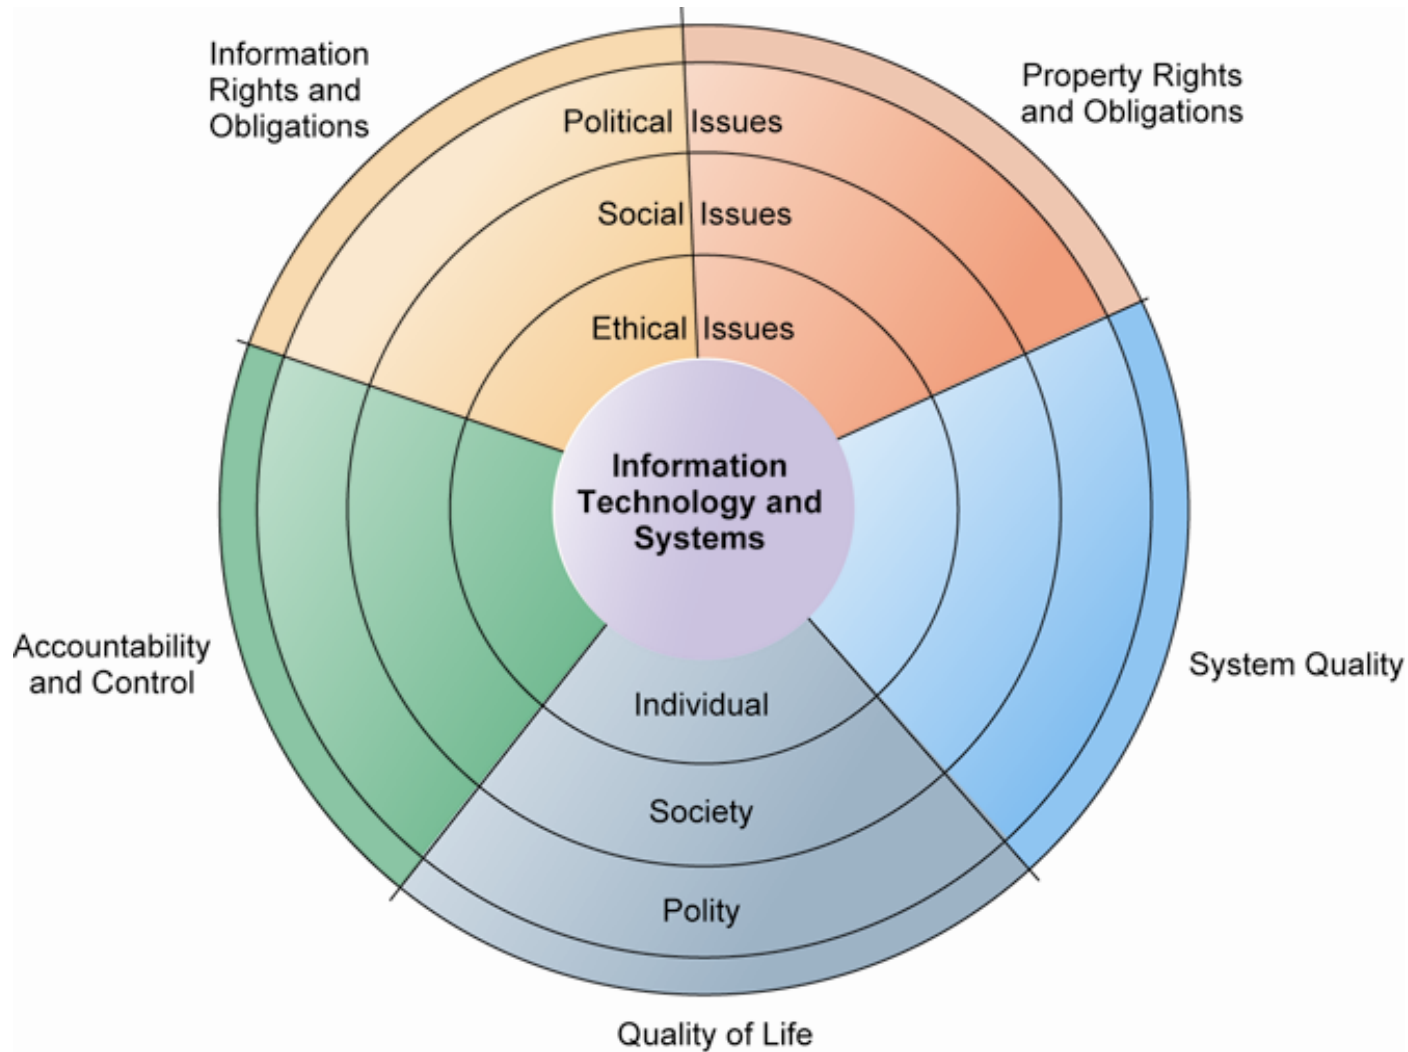 Information
Rights and
Obligations
Property Rights
and Obligations
Political Issues
Social Issues
Ethical Issues
Information
Technology and
Systems
Accountability
and Control
System Quality
Individual
Society
Polity
Quality of Life